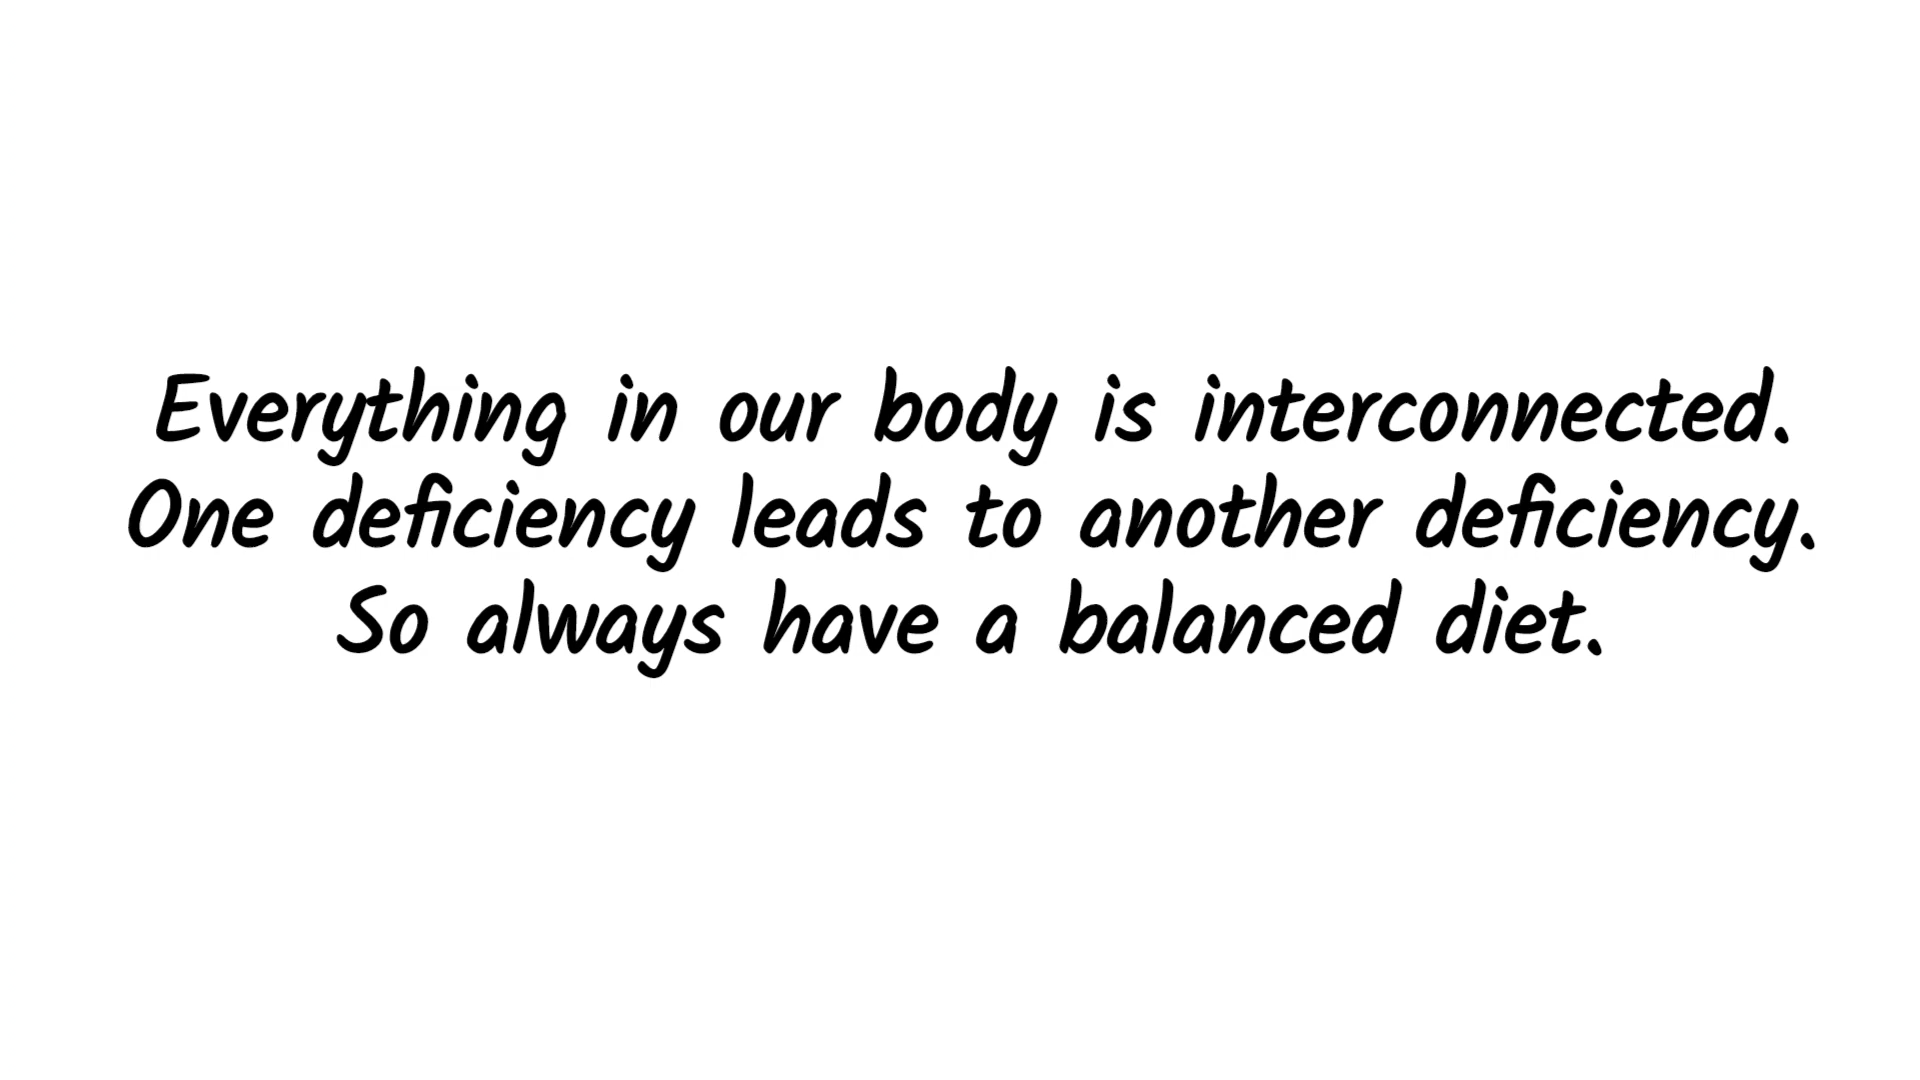 Everything in our body is interconnected.
One deficiency leads to another deficiency.
So always have a balanced diet.